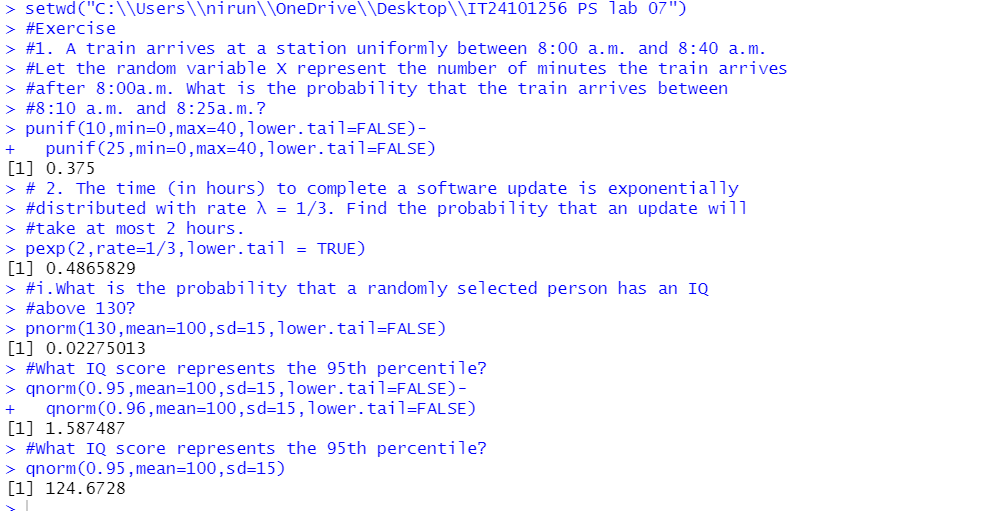 > setwd("C:\\Users\\nirun\\OneDrive\\Desktop\\IT24101256 PS lab 07")
> #Exercise
> #1. A train arrives at a station uniformly between 8:00 a.m. and 8:40 a.m.
> #Let the random variable X represent the number of minutes the train arrives
> #after 8:00a.m. What is the probability that the train arrives between
> #8:10 a.m. and 8:25a.m.?
> punif(10,min=0,max=40,lower.tail=FALSE)-
+   punif(25,min=0,max=40,lower.tail=FALSE)
[1] 0.375
> # 2. The time (in hours) to complete a software update is exponentially
> #distributed with rate λ = 1/3. Find the probability that an update will
> #take at most 2 hours.
> pexp(2,rate=1/3,lower.tail = TRUE)
[1] 0.4865829
> #i.What is the probability that a randomly selected person has an IQ
> #above 130?
> pnorm(130,mean=100,sd=15,lower.tail=FALSE)
[1] 0.02275013
> #What IQ score represents the 95th percentile?
> qnorm(0.95,mean=100,sd=15,lower.tail=FALSE)-
+   qnorm(0.96,mean=100,sd=15,lower.tail=FALSE)
[1] 1.587487
> #What IQ score represents the 95th percentile?
> qnorm(0.95,mean=100,sd=15)
[1] 124.6728
>